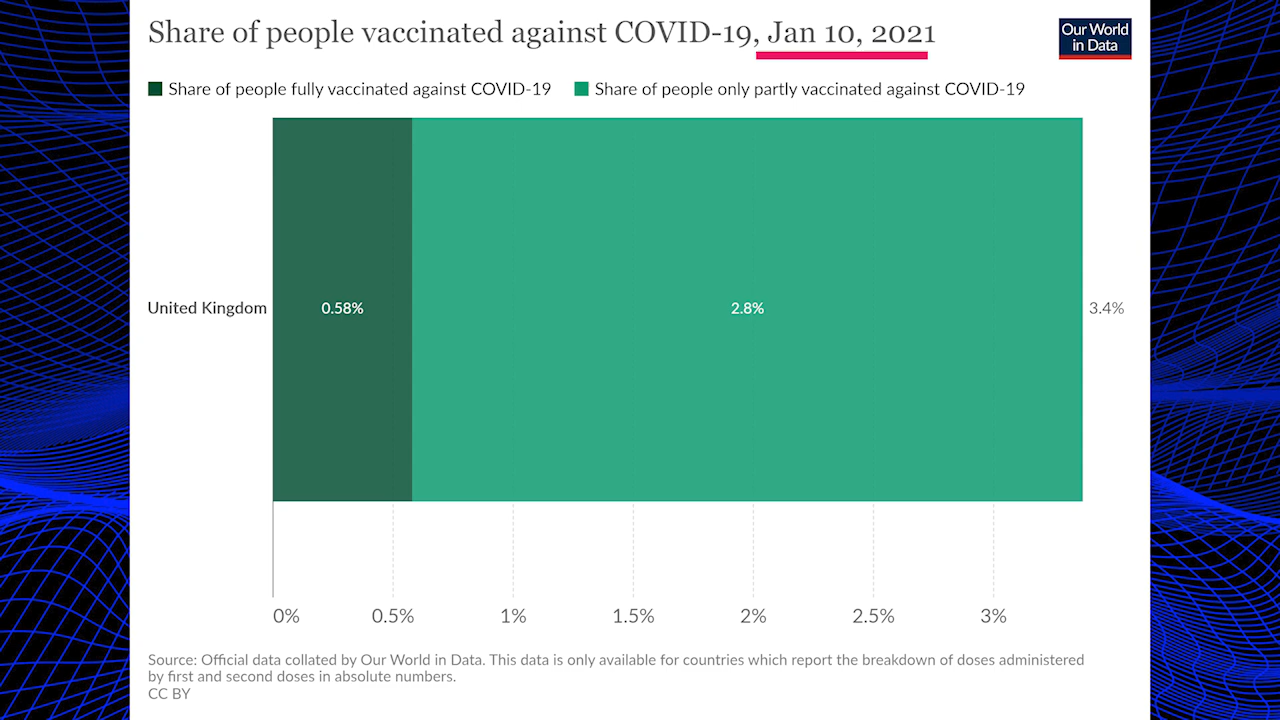 Share of people vaccinated against COVID-19, Jan 10, 2021
Our World
in Data
Share of people fully vaccinated against COVID-19
Share of people only partly vaccinated against COVID-19
United Kingdom
0.58%
2.8%
3.4%
0%
0.5%
1%
1.5%
2%
2.5%
3%
Source: Official data collated by Our World in Data. This data is only available for countries which report the breakdown of doses administered
by first and second doses in absolute numbers.
CC BY